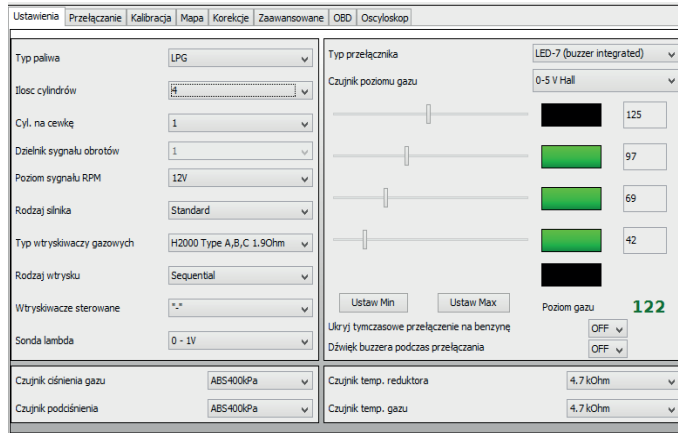 Ustawienia Przełączanie Kalibracja Mapa Korekcje Zaawansowane OBD Oscyloskop
Typ paliwa LPG
Ilosc cylindrów 4
Cyl. na cewkę 1
Dzielnik sygnału obrotów 1
Poziom sygnału RPM 12V
Rodzaj silnika Standard
Typ wtryskiwaczy gazowych H2000 Type A,B,C 1.9Ohm
Rodzaj wtrysku Sequential
Wtryskiwacze sterowane "-"
Sonda lambda 0 - 1V
Typ przełącznika LED-7 (buzzer integrated)
Czujnik poziomu gazu 0-5 V Hall
125
97
69
42
Ustaw Min Ustaw Max Poziom gazu 122
Ukryj tymczasowe przełączenie na benzynę OFF
Dźwięk buzzera podczas przełączania OFF
Czujnik ciśnienia gazu ABS400kPa
Czujnik podciśnienia ABS400kPa
Czujnik temp. reduktora 4.7 kOhm
Czujnik temp. gazu 4.7 kOhm